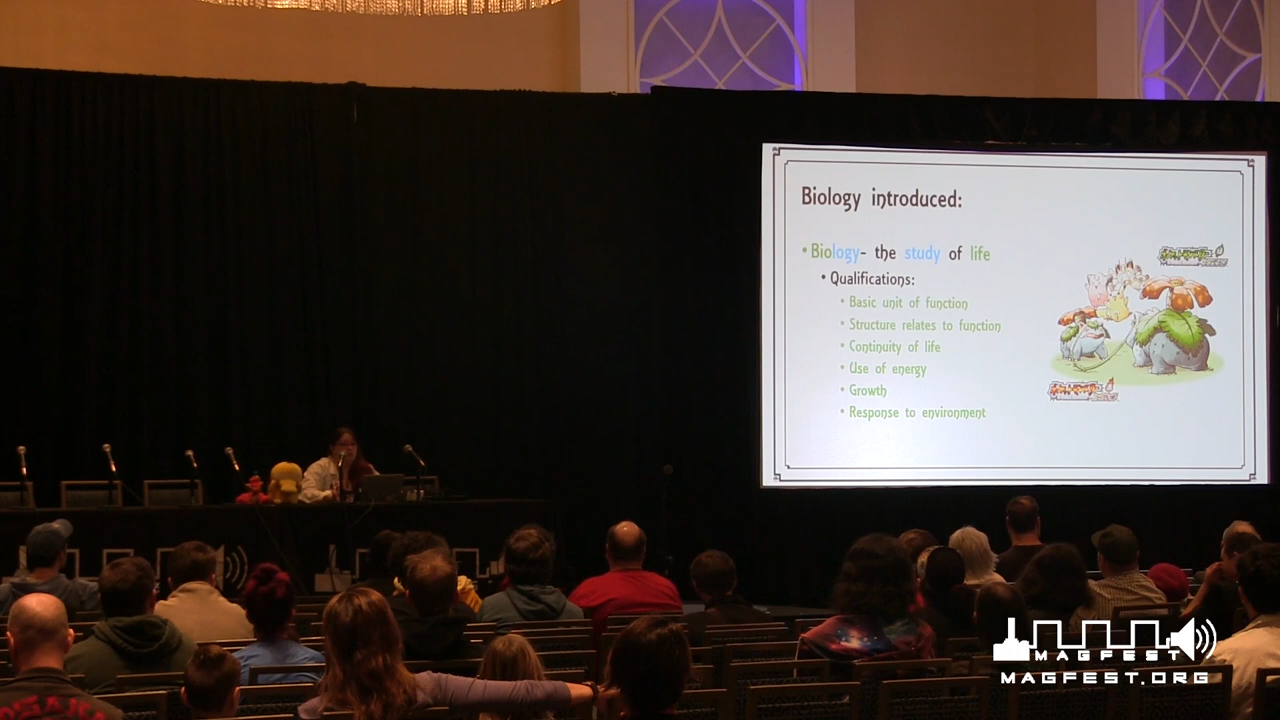 Biology introduced:
• Biology- the study of life
• Qualifications:
• Basic unit of function
• Structure relates to function
• Continuity of life
• Use of energy
• Growth
• Response to environment
MAGFEST
MAGFEST.ORG
OSAKA